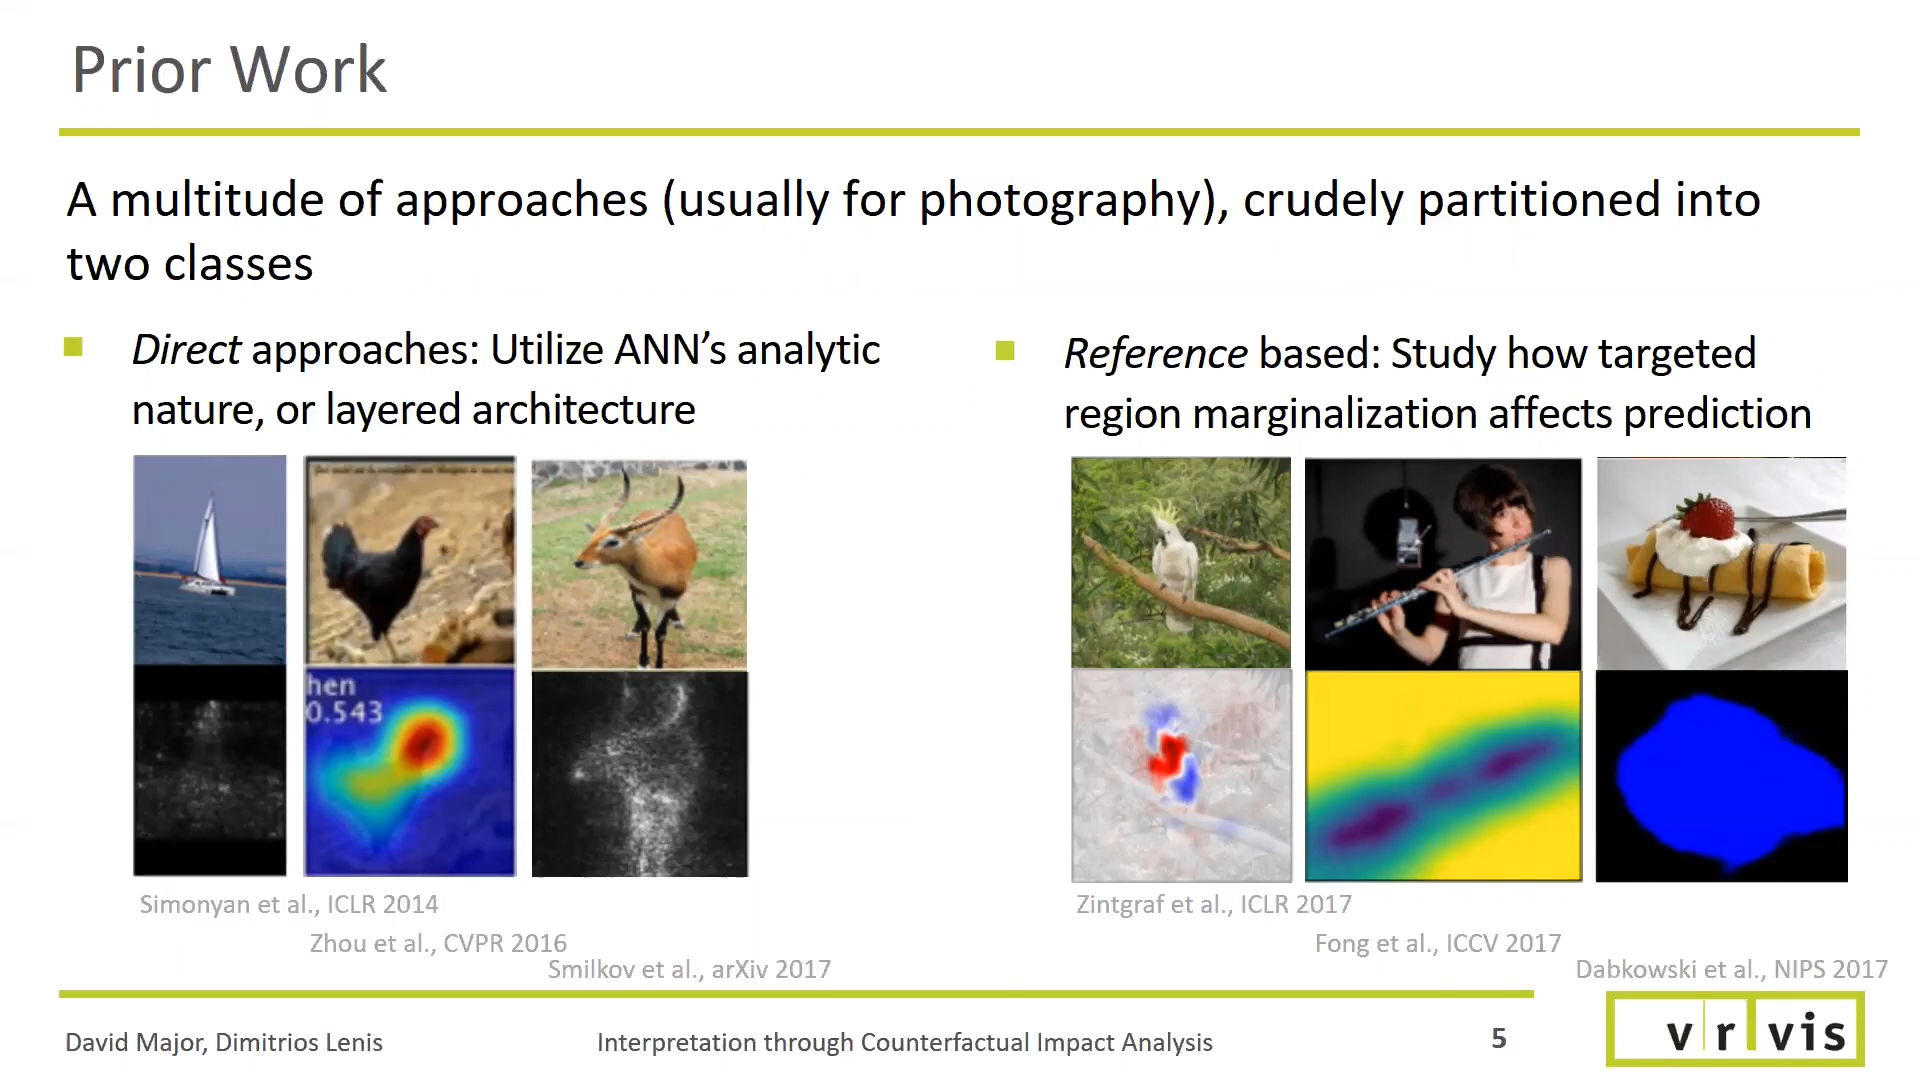 Prior Work
A multitude of approaches (usually for photography), crudely partitioned into
two classes
Direct approaches: Utilize ANN's analytic
nature, or layered architecture
Reference based: Study how targeted
region marginalization affects prediction
hen
0.543
Simonyan et al., ICLR 2014
Zhou et al., CVPR 2016
Smilkov et al., arXiv 2017
Zintgraf et al., ICLR 2017
Fong et al., ICCV 2017
Dabkowski et al., NIPS 2017
David Major, Dimitrios Lenis
Interpretation through Counterfactual Impact Analysis
5
vrvis